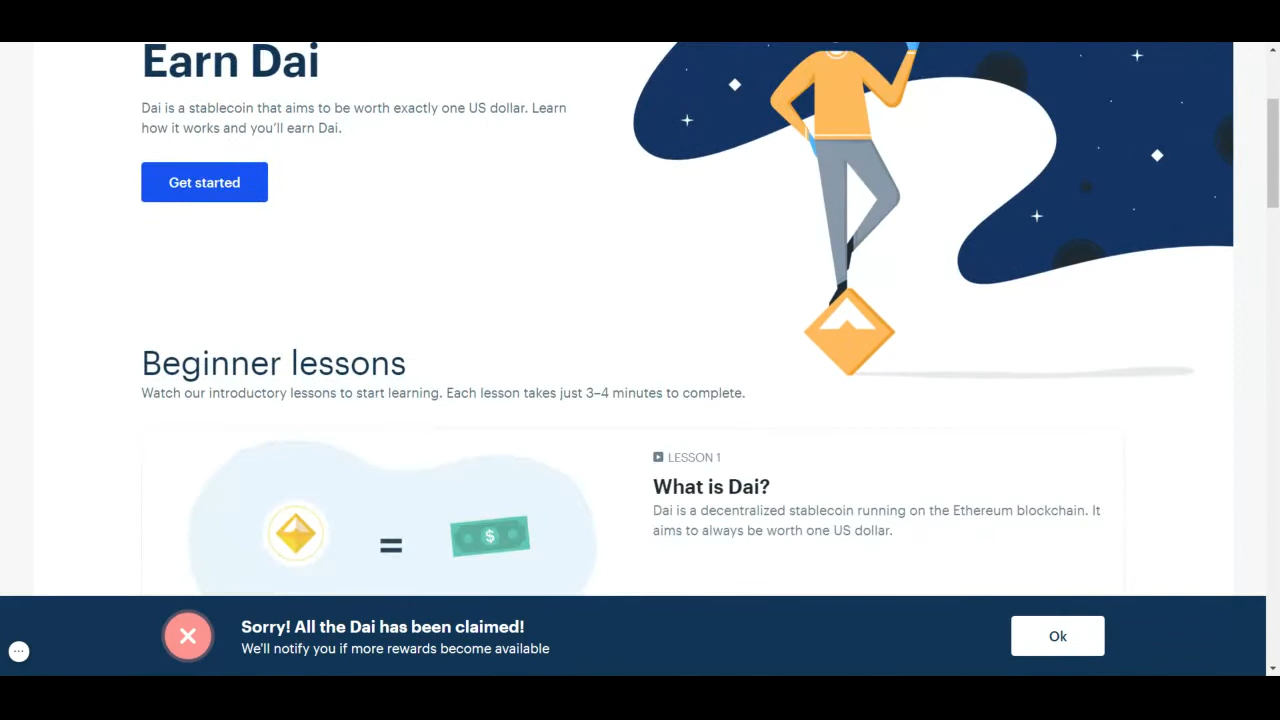 Earn Dai
Dai is a stablecoin that aims to be worth exactly one US dollar. Learn
how it works and you’ll earn Dai.
Get started
Beginner lessons
Watch our introductory lessons to start learning. Each lesson takes just 3–4 minutes to complete.
LESSON 1
What is Dai?
Dai is a decentralized stablecoin running on the Ethereum blockchain. It
aims to always be worth one US dollar.
=
$
Sorry! All the Dai has been claimed!
We'll notify you if more rewards become available
Ok